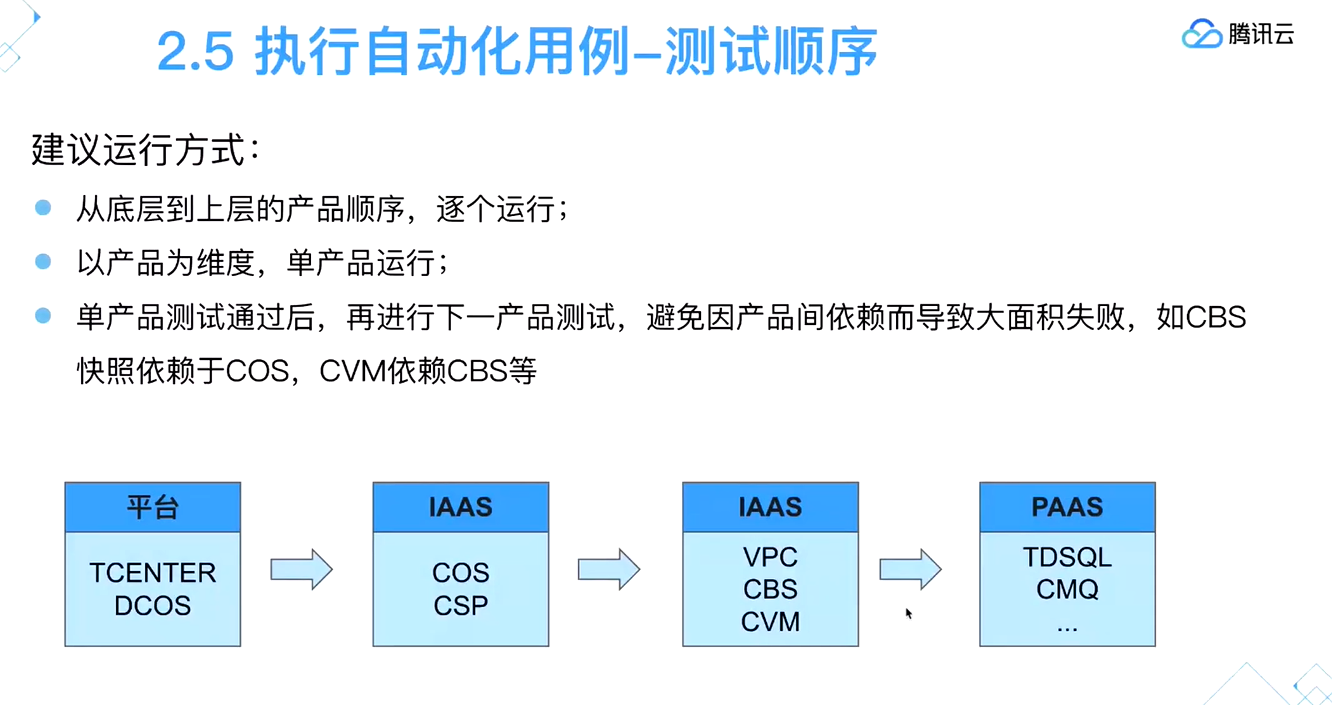 2.5 执行自动化用例-测试顺序
腾讯云
建议运行方式：
从底层到上层的产品顺序，逐个运行；
以产品为维度，单产品运行；
单产品测试通过后，再进行下一产品测试，避免因产品间依赖而导致大面积失败，如CBS
快照依赖于COS，CVM依赖CBS等
平台
TCENTER
DCOS
IAAS
COS
CSP
IAAS
VPC
CBS
CVM
PAAS
TDSQL
CMQ
...